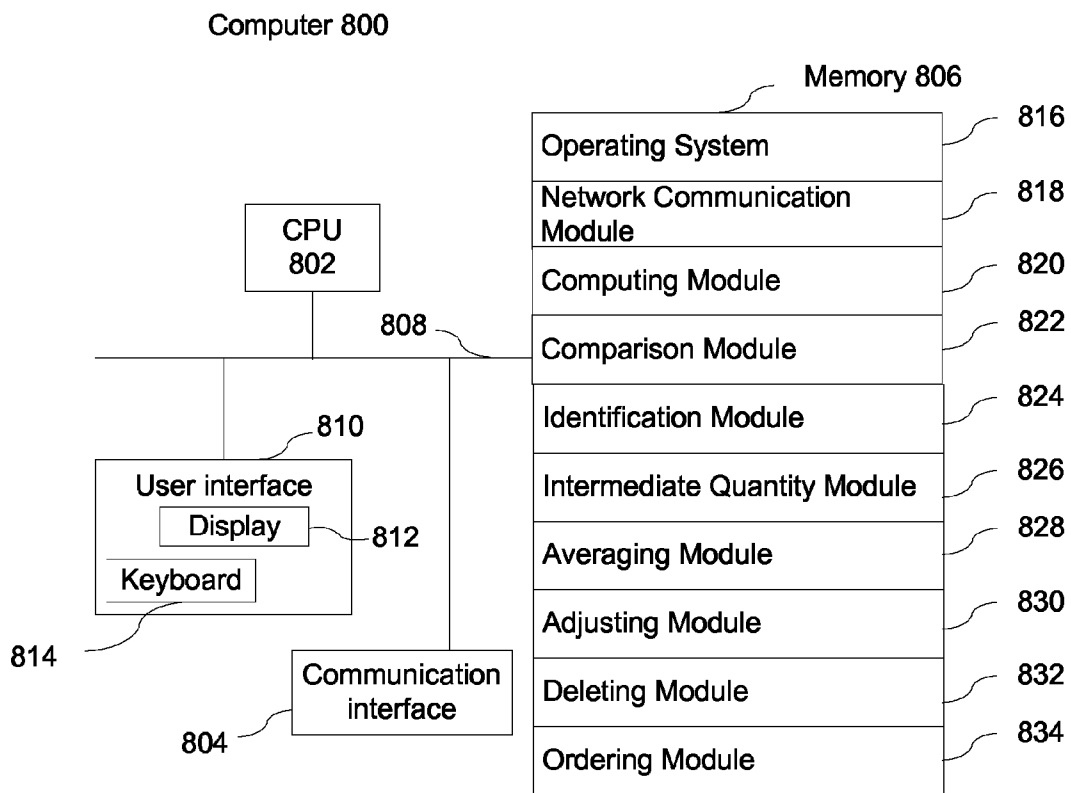 Computer 800
Memory 806
Operating System
816
Network Communication
Module
818
CPU
802
Computing Module
820
808
Comparison Module
822
Identification Module
824
810
User interface
Display
812
Keyboard
814
Intermediate Quantity Module
826
Averaging Module
828
Adjusting Module
830
Communication
interface
804
Deleting Module
832
Ordering Module
834